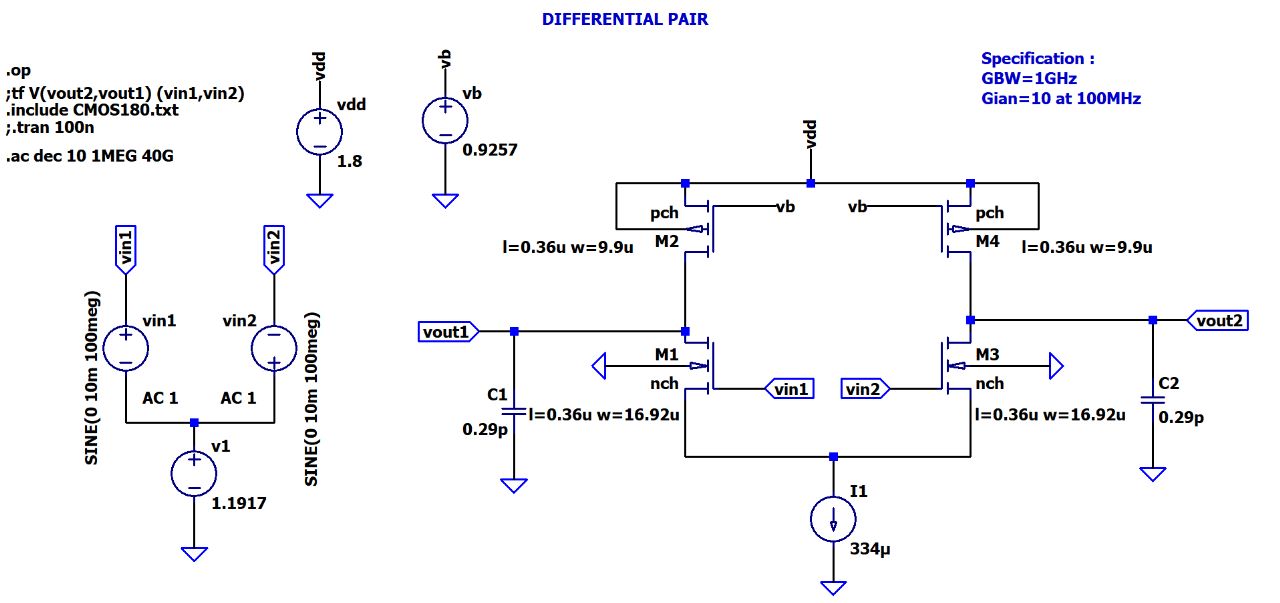 DIFFERENTIAL PAIR
Specification :
GBW=1GHz
Gian=10 at 100MHz
.op
;tf V(vout2,vout1) (vin1,vin2)
.include CMOS180.txt
;.tran 100n
.ac dec 10 1MEG 40G
vdd
vdd
1.8
vb
vb
0.9257
vdd
pch
vb
M2
l=0.36u w=9.9u
vb
pch
M4
l=0.36u w=9.9u
vin1
vin2
vin1
vin2
SINE(0 10m 100meg)
AC 1
AC 1
SINE(0 10m 100meg)
v1
1.1917
vout1
vout2
M1
nch
vin1
l=0.36u w=16.92u
vin2
M3
nch
l=0.36u w=16.92u
C1
0.29p
C2
0.29p
I1
334µ